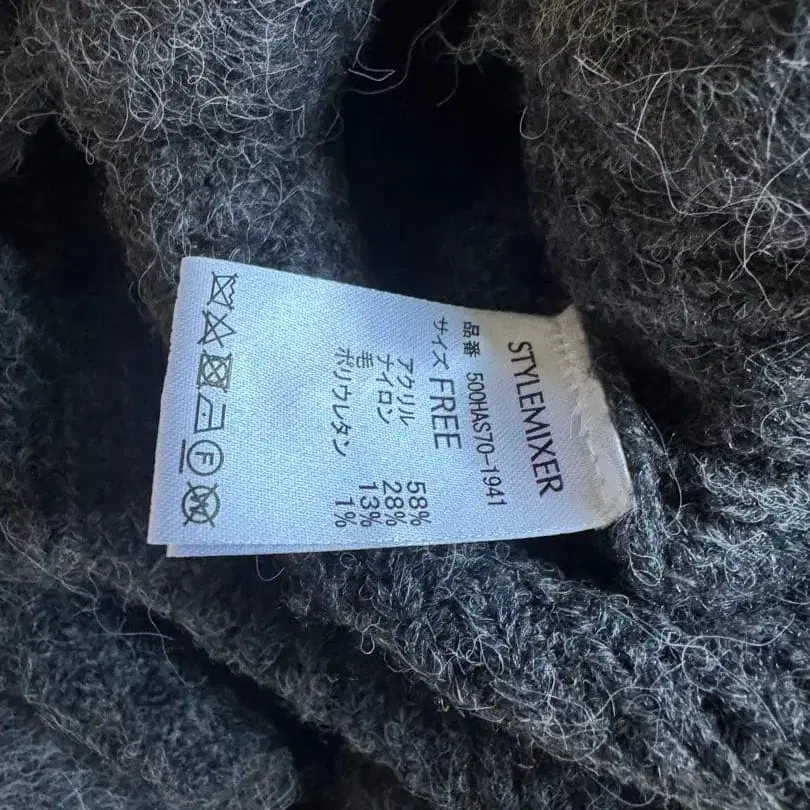 STYLEMIXER
品番 500HAS70-1941
サイズ FREE
アクリル 58%
ナイロン 28%
毛 13%
ポリウレタン 1%
F
W